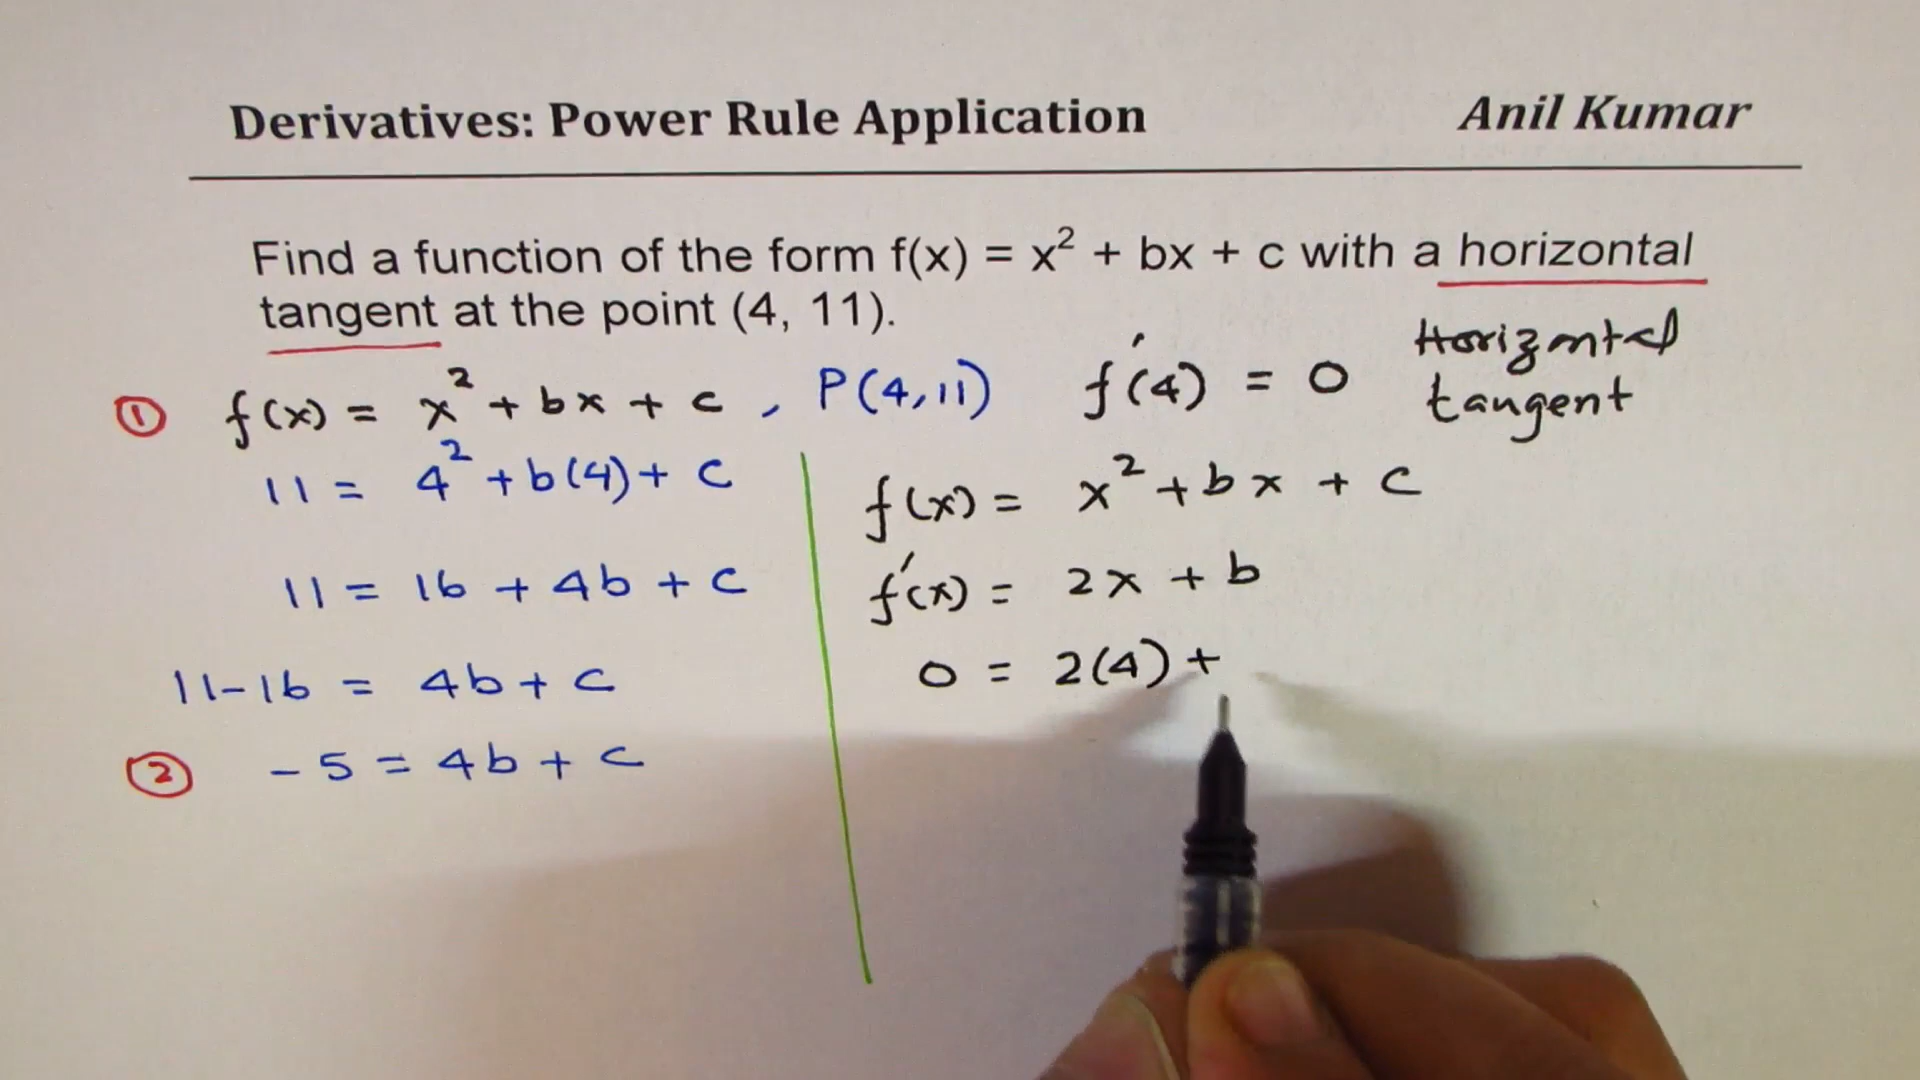 Derivatives: Power Rule Application Anil Kumar
Find a function of the form f(x) = x² + bx + c with a horizontal
tangent at the point (4, 11).
① f(x) = x² + bx + c , P(4,11)
11 = 4² + b(4) + c
11 = 16 + 4b + c
11-16 = 4b + c
② -5 = 4b + c
f'(4) = 0 Horizontal
tangent
f(x) = x² + bx + c
f'(x) = 2x + b
0 = 2(4) +